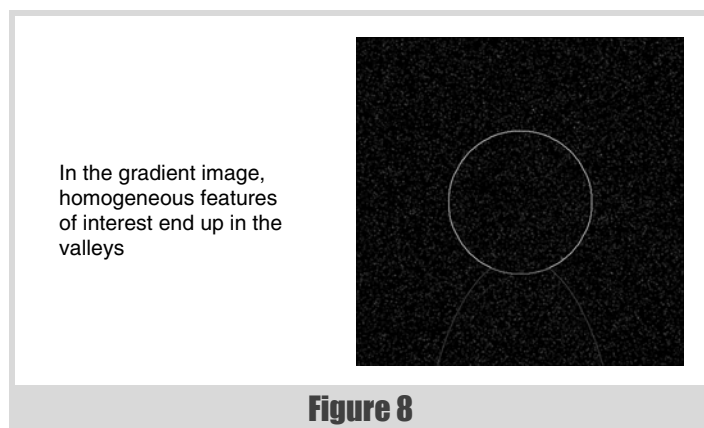 In the gradient image,
homogeneous features
of interest end up in the
valleys
Figure 8